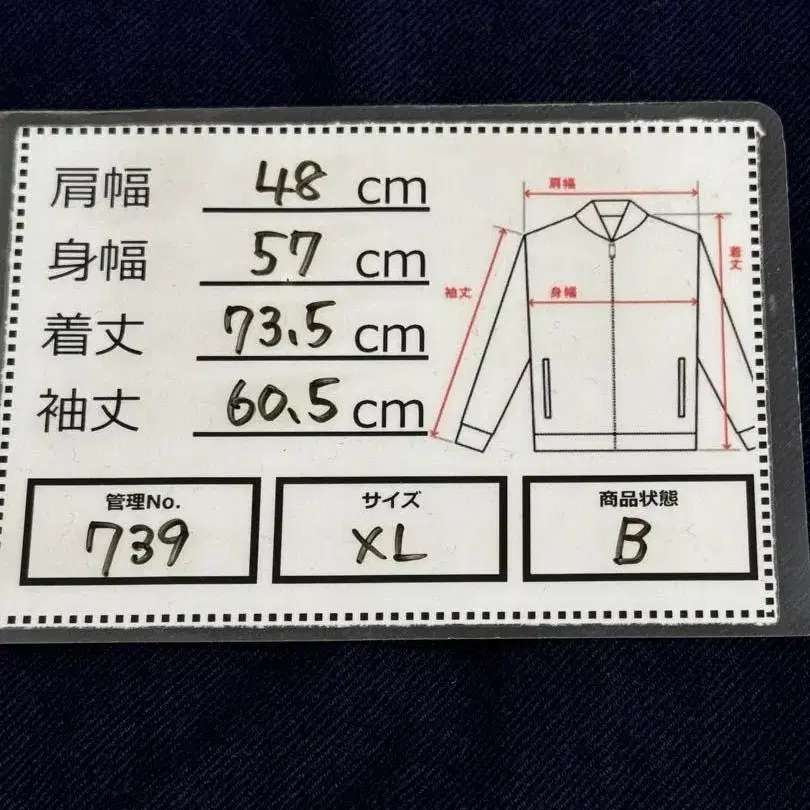 肩幅 48 cm
身幅 57 cm
着丈 73.5 cm
袖丈 60.5 cm
肩幅
着丈
袖丈
身幅
管理No.
739
サイズ
XL
商品状態
B